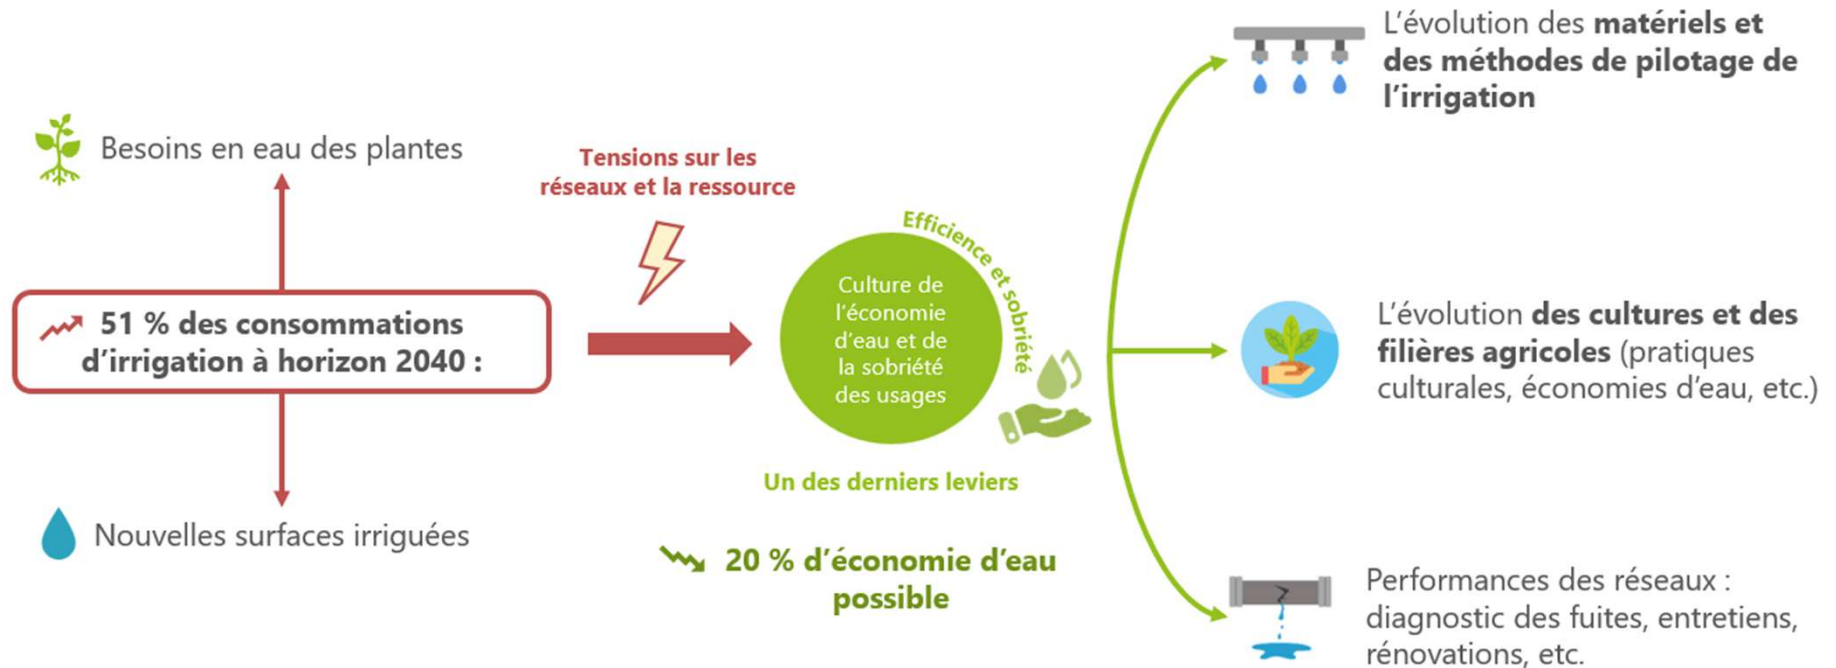 Besoins en eau des plantes
51 % des consommations
d’irrigation à horizon 2040 :
Nouvelles surfaces irriguées
Tensions sur les
réseaux et la ressource
Efficience et sobriété
Culture de
l’économie
d’eau et de
la sobriété
des usages
Un des derniers leviers
20 % d’économie d’eau
possible
L’évolution des matériels et
des méthodes de pilotage de
l’irrigation
L’évolution des cultures et des
filières agricoles (pratiques
culturales, économies d’eau, etc.)
Performances des réseaux :
diagnostic des fuites, entretiens,
rénovations, etc.